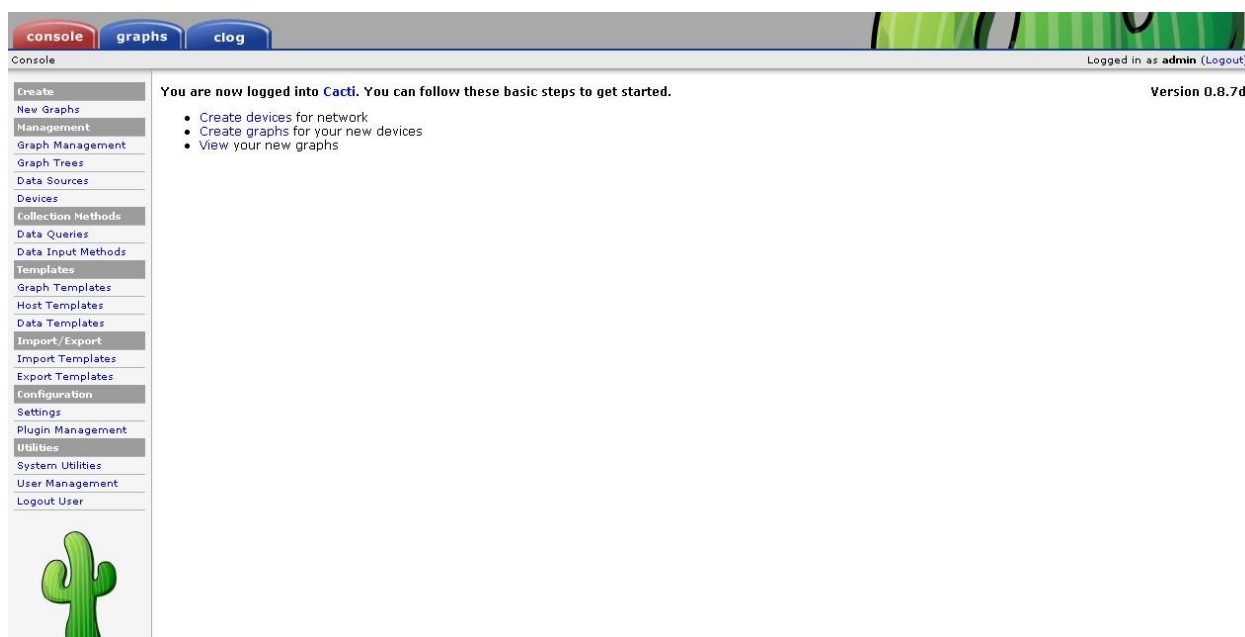 console graphs clog
Console
Logged in as admin (Logout)
Create
New Graphs
Management
Graph Management
Graph Trees
Data Sources
Devices
Collection Methods
Data Queries
Data Input Methods
Templates
Graph Templates
Host Templates
Data Templates
Import/Export
Import Templates
Export Templates
Configuration
Settings
Plugin Management
Utilities
System Utilities
User Management
Logout User
You are now logged into Cacti. You can follow these basic steps to get started.
Version 0.8.7d
• Create devices for network
• Create graphs for your new devices
• View your new graphs